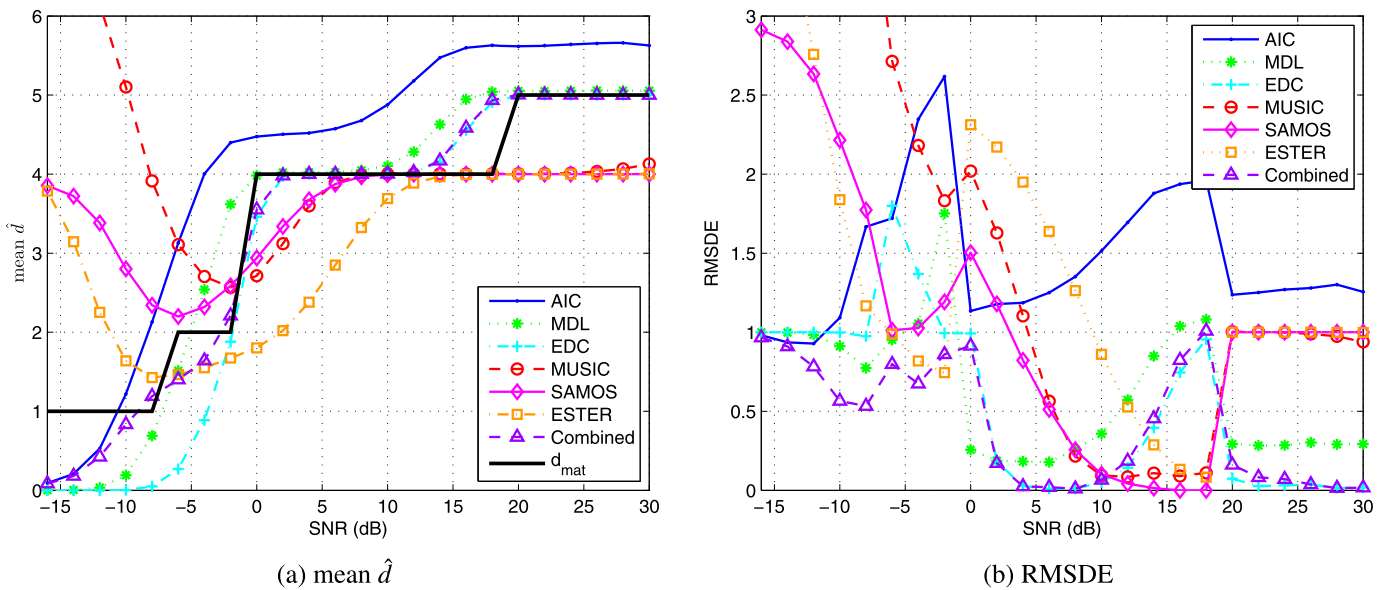 6
5
4
3
2
1
0
mean d̂
−15 −10 −5 0 5 10 15 20 25 30
SNR (dB)
AIC
MDL
EDC
MUSIC
SAMOS
ESTER
Combined
d_mat
(a) mean d̂
3
2.5
2
1.5
1
0.5
0
RMSDE
−15 −10 −5 0 5 10 15 20 25 30
SNR (dB)
AIC
MDL
EDC
MUSIC
SAMOS
ESTER
Combined
(b) RMSDE